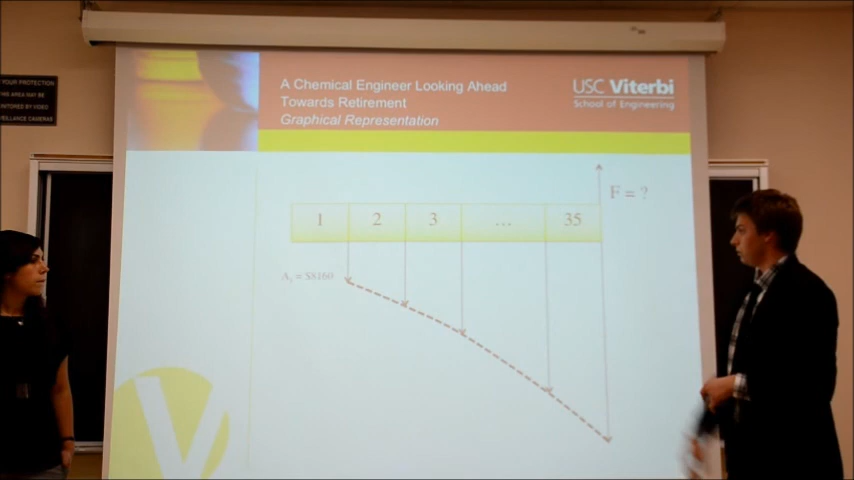 YOUR PROTECTION
THIS AREA MAY BE
MONITORED BY VIDEO
SURVEILLANCE CAMERAS
A Chemical Engineer Looking Ahead
Towards Retirement
Graphical Representation
USC Viterbi
School of Engineering
F = ?
1 2 3 ... 35
A₁ = $8160